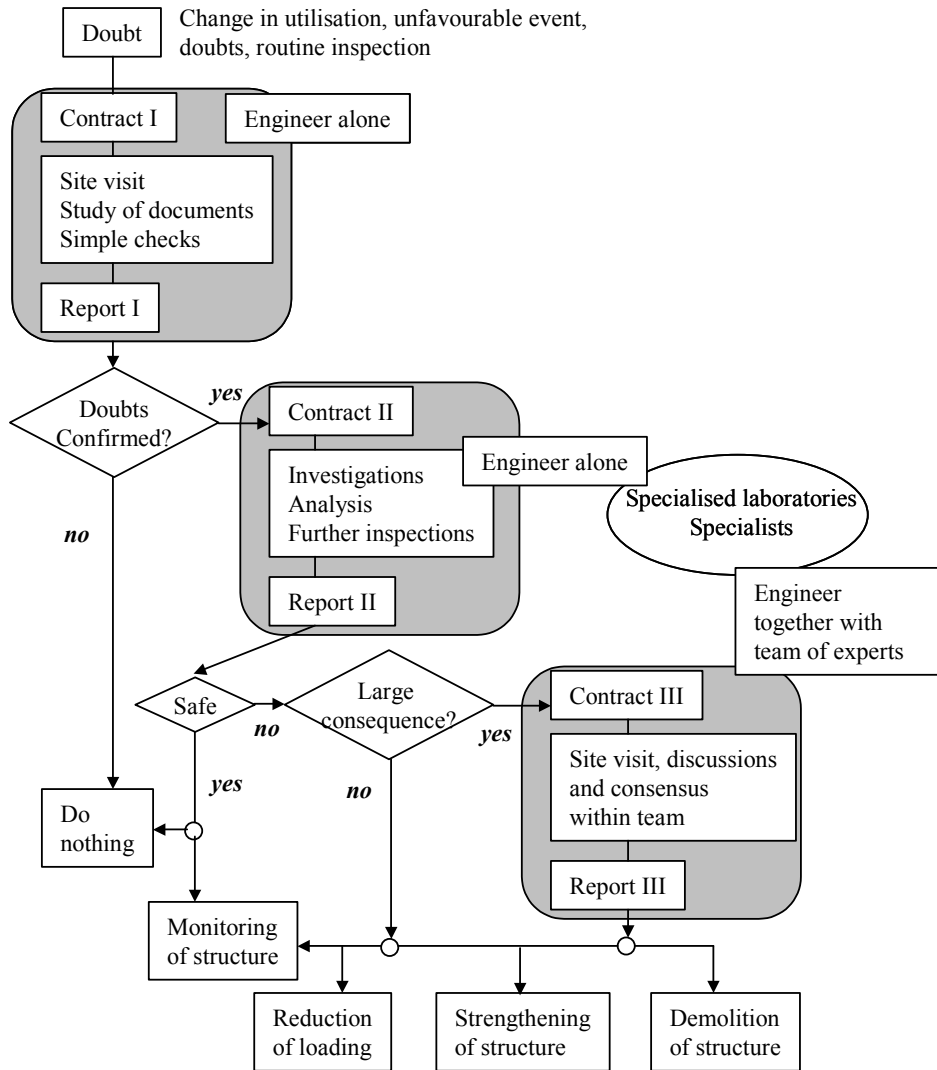 Doubt
Change in utilisation, unfavourable event,
doubts, routine inspection
Contract I
Engineer alone
Site visit
Study of documents
Simple checks
Report I
Doubts
Confirmed?
yes
no
Contract II
Engineer alone
Investigations
Analysis
Further inspections
Report II
Specialised laboratories
Specialists
Engineer
together with
team of experts
Safe
no
yes
Large
consequence?
yes
no
Contract III
Site visit, discussions
and consensus
within team
Report III
Do
nothing
Monitoring
of structure
Reduction
of loading
Strengthening
of structure
Demolition
of structure